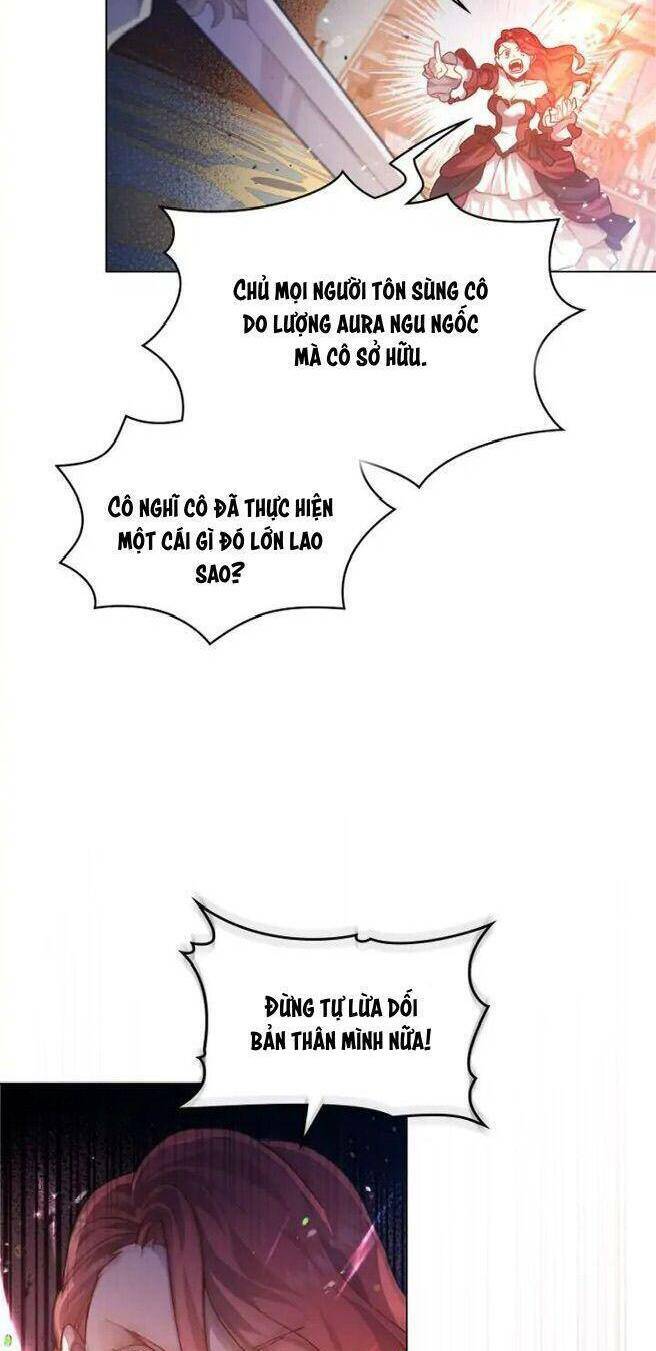 CHỦ MỌI NGƯỜI TÔN SÙNG CÔ
DO LƯỢNG AURA NGU NGỐC
MÀ CÔ SỞ HỮU.
CÔ NGHĨ CÔ ĐÃ THỰC HIỆN
MỘT CÁI GÌ ĐÓ LỚN LAO
SAO?
ĐỪNG TỰ LỪA DỐI
BẢN THÂN MÌNH NỮA!